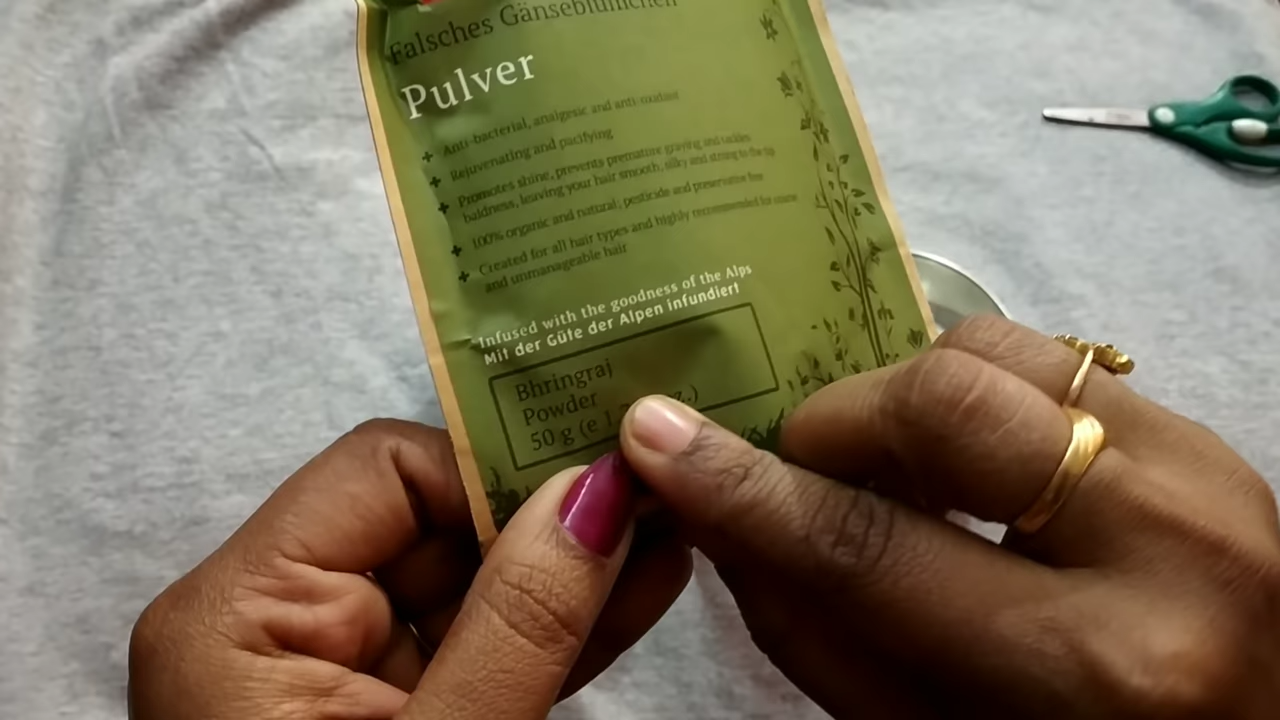 Falsches Gänseblümchen
Pulver
+ Anti-bacterial, analgesic and anti-oxidant
+ Rejuvenating and pacifying
+ Promotes shine, prevents premature graying and tackles
baldness, leaving your hair smooth, silky and strong to the tip
+ 100% organic and natural, pesticide and preservative free
+ Created for all hair types and highly recommended for coarse
and unmanageable hair
Infused with the goodness of the Alps
Mit der Güte der Alpen infundiert
Bhringraj
Powder
50 g (e